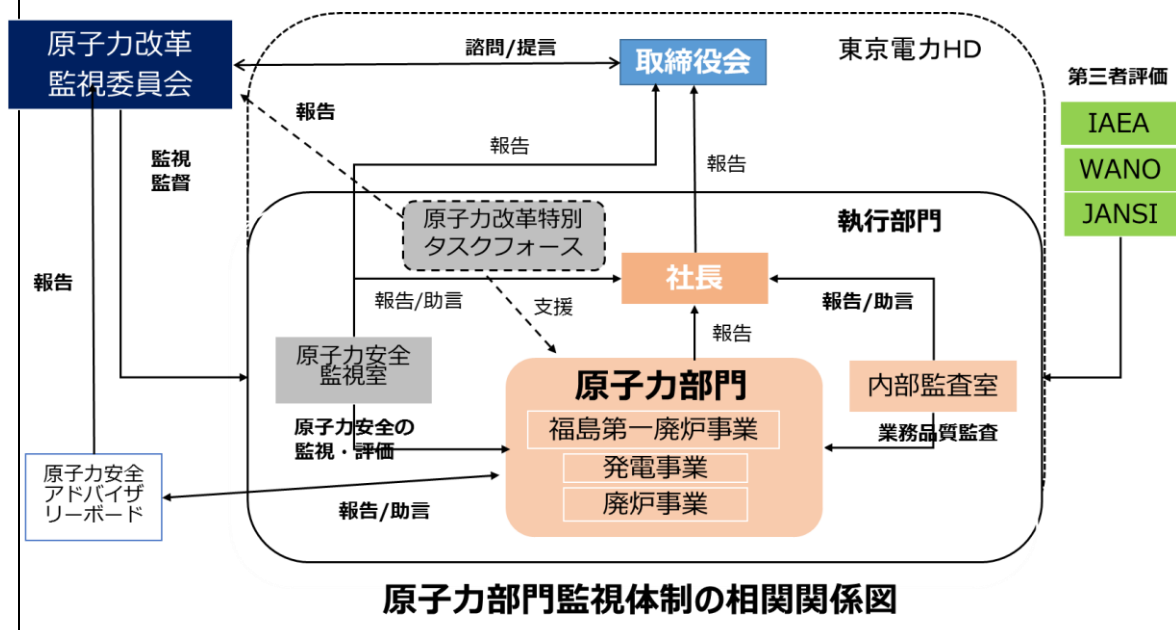 原子力改革
監視委員会
諮問/提言
取締役会
東京電力HD
第三者評価
IAEA
WANO
JANSI
報告
監視
監督
報告
報告
原子力改革特別
タスクフォース
執行部門
社長
報告
報告/助言
支援
報告
報告/助言
原子力安全
監視室
原子力部門
内部監査室
福島第一廃炉事業
発電事業
廃炉事業
原子力安全の
監視・評価
業務品質監査
原子力安全
アドバイザ
リーボード
報告/助言
原子力部門監視体制の相関関係図